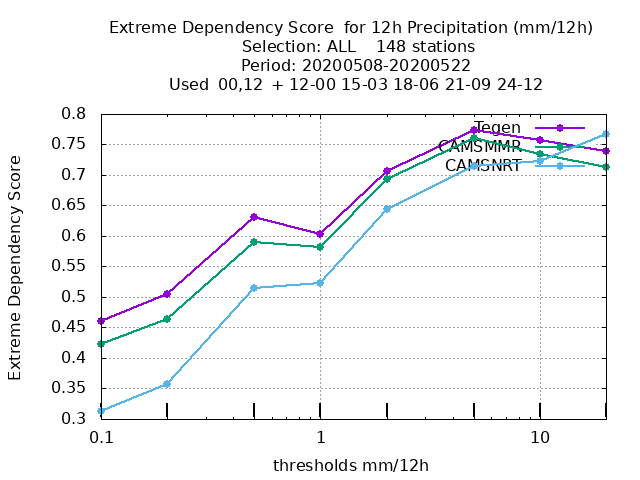 Extreme Dependency Score  for 12h Precipitation (mm/12h)
Selection: ALL    148 stations
Period: 20200508-20200522
Used  00,12  + 12-00 15-03 18-06 21-09 24-12
Extreme Dependency Score
0.8
0.75
0.7
0.65
0.6
0.55
0.5
0.45
0.4
0.35
0.3
Tegen
CAMSMMR
CAMSNRT
0.1
1
10
thresholds mm/12h